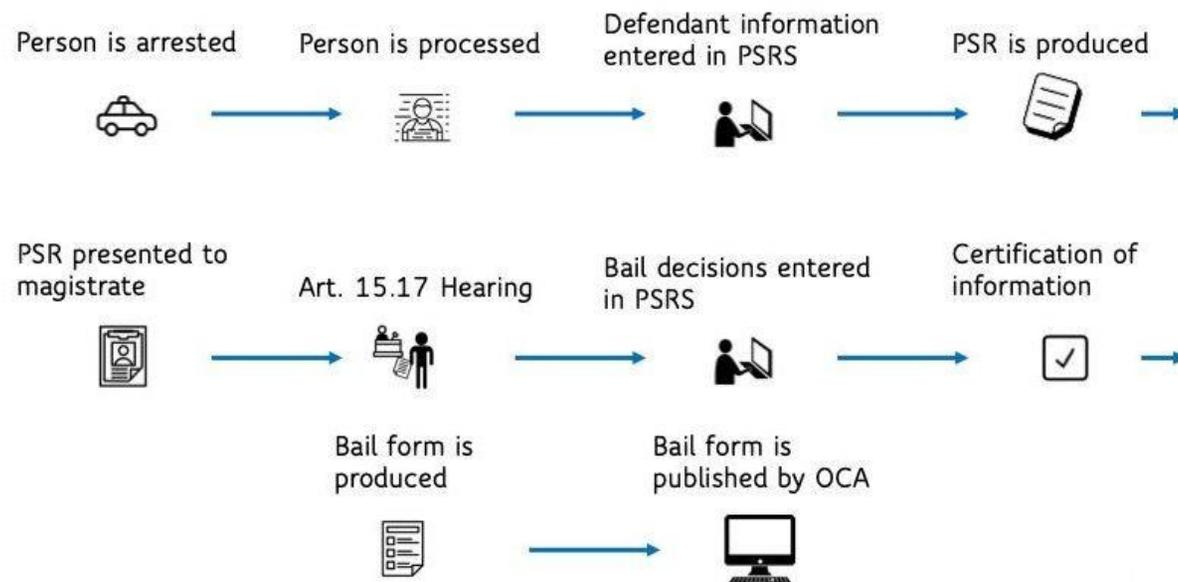 Person is arrested
Person is processed
Defendant information
entered in PSRS
PSR is produced
PSR presented to
magistrate
Art. 15.17 Hearing
Bail decisions entered
in PSRS
Certification of
information
Bail form is
produced
Bail form is
published by OCA